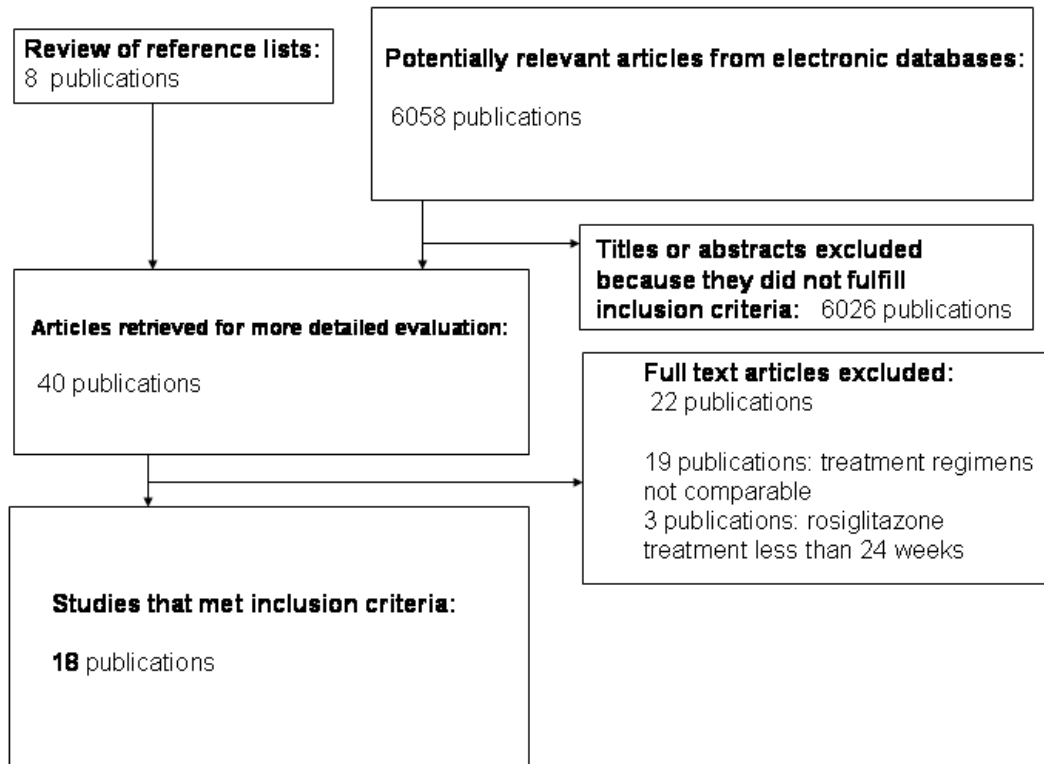 Review of reference lists:
8 publications
Potentially relevant articles from electronic databases:
6058 publications
Titles or abstracts excluded
because they did not fulfill
inclusion criteria: 6026 publications
Articles retrieved for more detailed evaluation:
40 publications
Full text articles excluded:
22 publications
19 publications: treatment regimens
not comparable
3 publications: rosiglitazone
treatment less than 24 weeks
Studies that met inclusion criteria:
18 publications